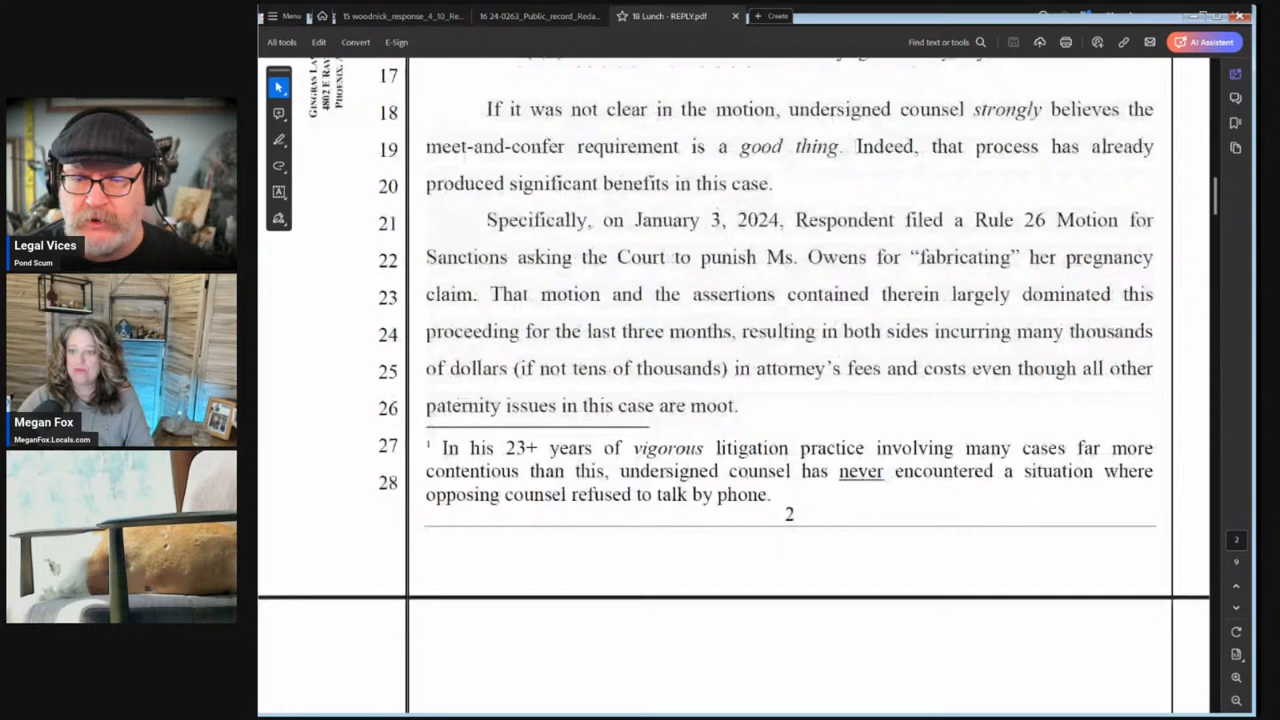 Menu
15 woodnick_response_4_10_Re...
16 24-0263_Public_record_Reda...
18 Lunch - REPLY.pdf
Create
All tools
Edit
Convert
E-Sign
Find text or tools
AI Assistant
GINGRAS LA
4802 E RA
PHOENIX, A
17
18 If it was not clear in the motion, undersigned counsel strongly believes the
19 meet-and-confer requirement is a good thing. Indeed, that process has already
20 produced significant benefits in this case.
21 Specifically, on January 3, 2024, Respondent filed a Rule 26 Motion for
22 Sanctions asking the Court to punish Ms. Owens for “fabricating” her pregnancy
23 claim. That motion and the assertions contained therein largely dominated this
24 proceeding for the last three months, resulting in both sides incurring many thousands
25 of dollars (if not tens of thousands) in attorney’s fees and costs even though all other
26 paternity issues in this case are moot.
27 1 In his 23+ years of vigorous litigation practice involving many cases far more
contentious than this, undersigned counsel has never encountered a situation where
28 opposing counsel refused to talk by phone.
2
2
9
Legal Vices
Pond Scum
Megan Fox
MeganFox.Locals.com